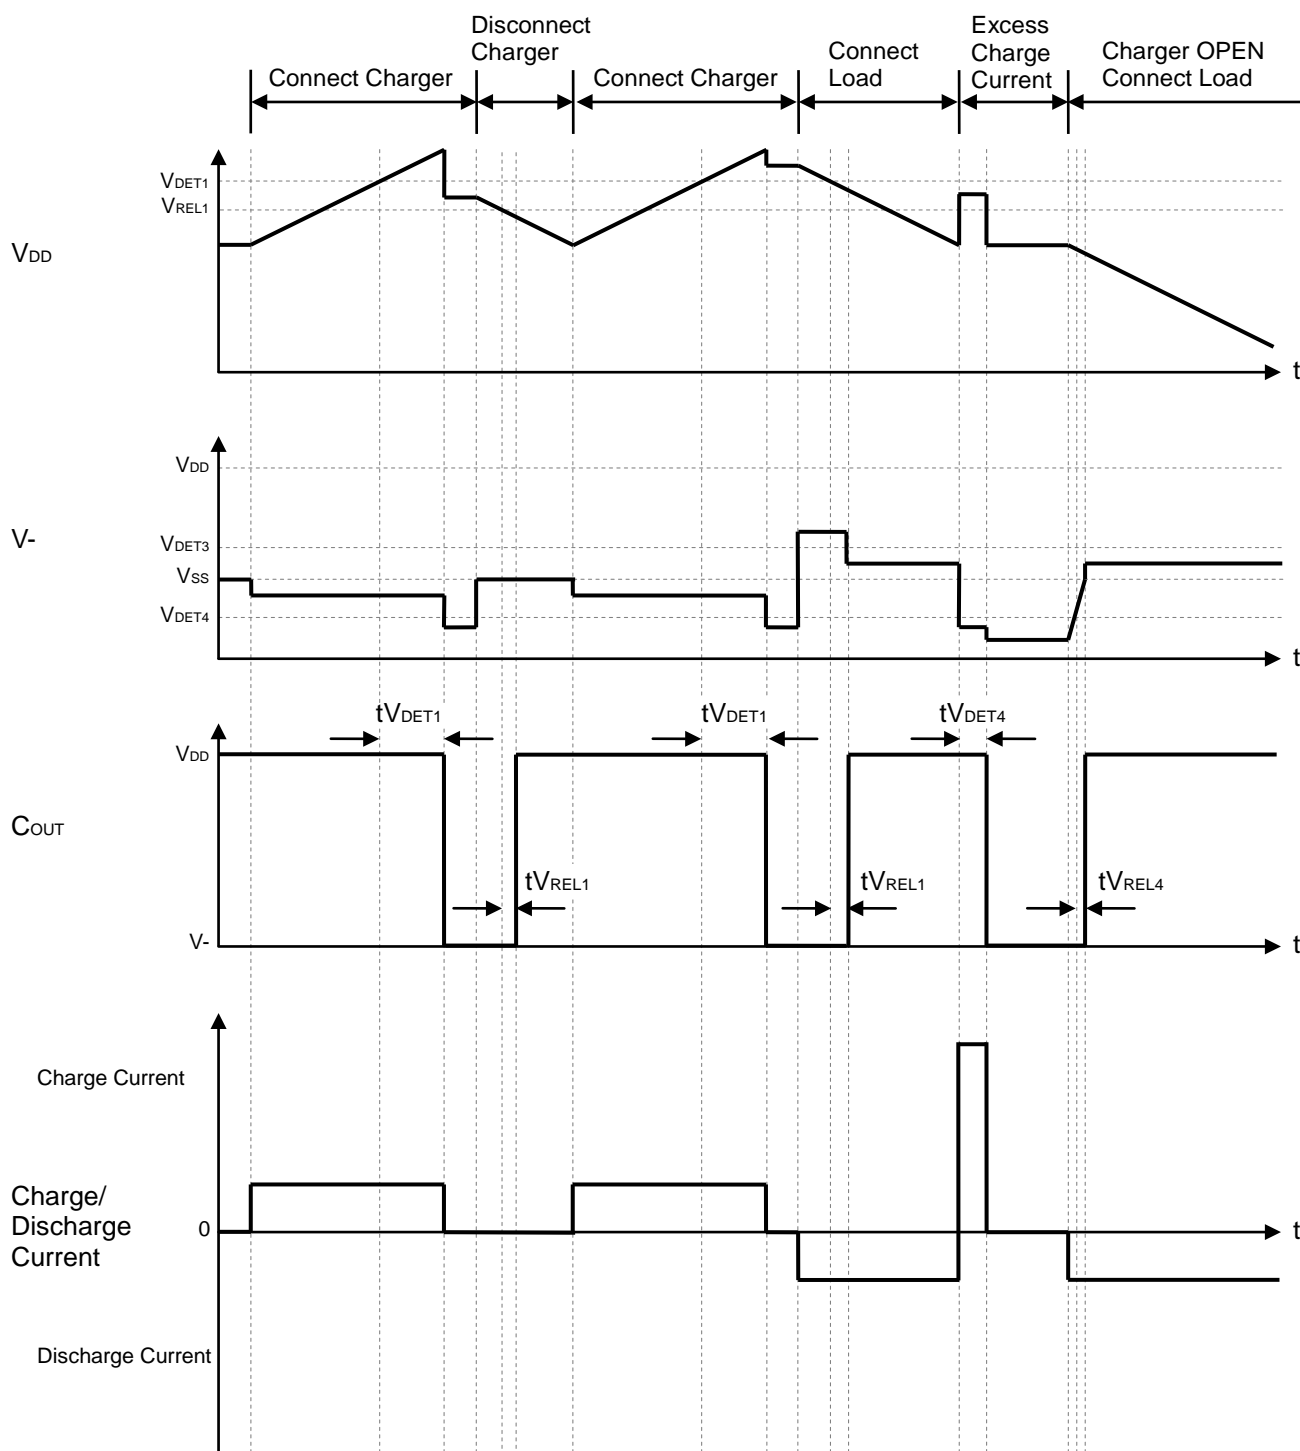 Disconnect
Charger
Excess
Charge
Current
Connect
Load
Charger OPEN
Connect Load
Connect Charger
Connect Charger
VDET1
VREL1
VDD
t
VDD
V-
VDET3
VSS
VDET4
t
tVDET1
tVDET1
tVDET4
VDD
COUT
tVREL1
tVREL1
tVREL4
V-
t
Charge Current
Charge/
Discharge
Current
0
t
Discharge Current